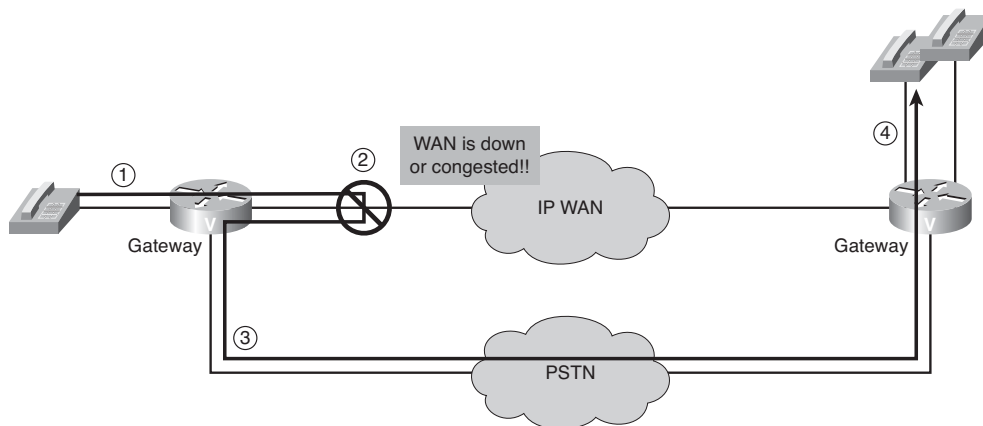 ④
WAN is down
or congested!!
②
①
IP WAN
V
Gateway
V
Gateway
③
PSTN